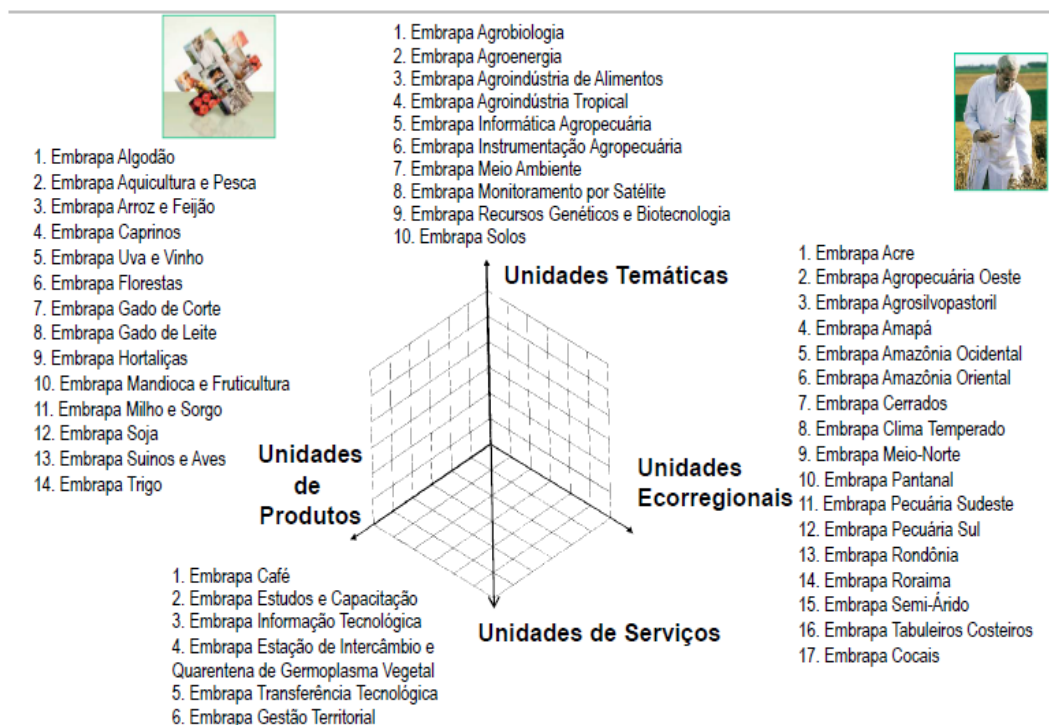 1. Embrapa Agrobiologia
2. Embrapa Agroenergia
3. Embrapa Agroindústria de Alimentos
4. Embrapa Agroindústria Tropical
5. Embrapa Informática Agropecuária
6. Embrapa Instrumentação Agropecuária
7. Embrapa Meio Ambiente
8. Embrapa Monitoramento por Satélite
9. Embrapa Recursos Genéticos e Biotecnologia
10. Embrapa Solos
Unidades Temáticas
1. Embrapa Algodão
2. Embrapa Aquicultura e Pesca
3. Embrapa Arroz e Feijão
4. Embrapa Caprinos
5. Embrapa Uva e Vinho
6. Embrapa Florestas
7. Embrapa Gado de Corte
8. Embrapa Gado de Leite
9. Embrapa Hortaliças
10. Embrapa Mandioca e Fruticultura
11. Embrapa Milho e Sorgo
12. Embrapa Soja
13. Embrapa Suinos e Aves
14. Embrapa Trigo
Unidades
de
Produtos
1. Embrapa Acre
2. Embrapa Agropecuária Oeste
3. Embrapa Agrosilvopastoril
4. Embrapa Amapá
5. Embrapa Amazônia Ocidental
6. Embrapa Amazônia Oriental
7. Embrapa Cerrados
8. Embrapa Clima Temperado
9. Embrapa Meio-Norte
10. Embrapa Pantanal
11. Embrapa Pecuária Sudeste
12. Embrapa Pecuária Sul
13. Embrapa Rondônia
14. Embrapa Roraima
15. Embrapa Semi-Árido
16. Embrapa Tabuleiros Costeiros
17. Embrapa Cocais
Unidades
Ecorregionais
1. Embrapa Café
2. Embrapa Estudos e Capacitação
3. Embrapa Informação Tecnológica
4. Embrapa Estação de Intercâmbio e
Quarentena de Germoplasma Vegetal
5. Embrapa Transferência Tecnológica
6. Embrapa Gestão Territorial
Unidades de Serviços